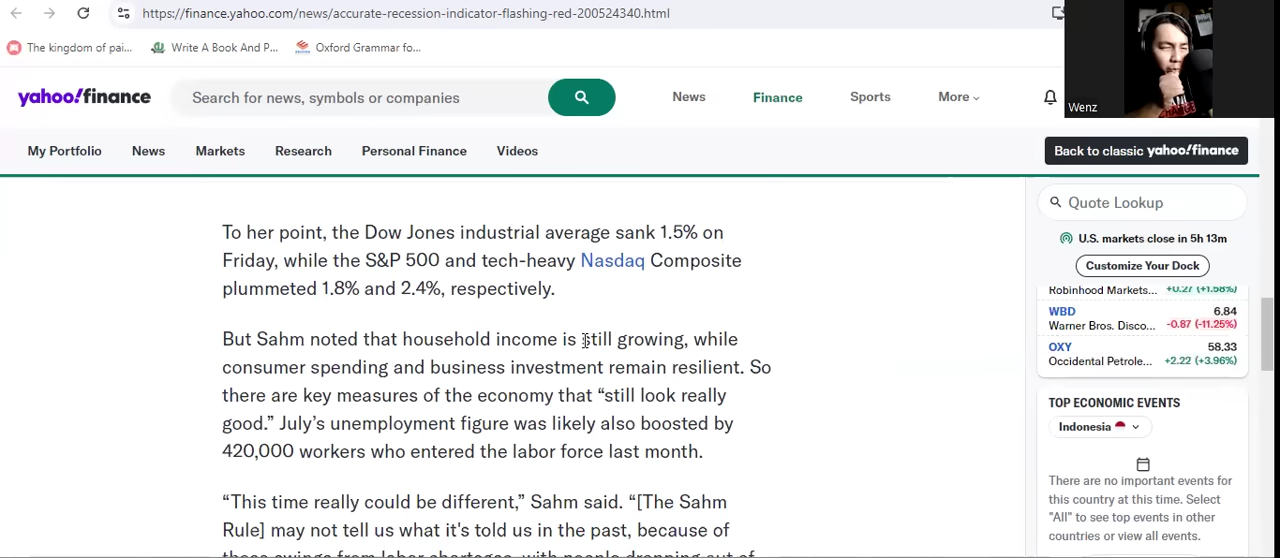 https://finance.yahoo.com/news/accurate-recession-indicator-flashing-red-200524340.html
The kingdom of pai...
Write A Book And P...
Oxford Grammar fo...
yahoo!finance
Search for news, symbols or companies
News
Finance
Sports
More
Wenz
CHANGE
My Portfolio
News
Markets
Research
Personal Finance
Videos
Back to classic yahoo!finance
To her point, the Dow Jones industrial average sank 1.5% on
Friday, while the S&P 500 and tech-heavy Nasdaq Composite
plummeted 1.8% and 2.4%, respectively.
But Sahm noted that household income is still growing, while
consumer spending and business investment remain resilient. So
there are key measures of the economy that “still look really
good.” July’s unemployment figure was likely also boosted by
420,000 workers who entered the labor force last month.
“This time really could be different,” Sahm said. “[The Sahm
Rule] may not tell us what it's told us in the past, because of
these swings from labor shortages, with people dropping out of
Quote Lookup
U.S. markets close in 5h 13m
Customize Your Dock
Robinhood Markets... +0.27 (+1.58%)
WBD 6.84
Warner Bros. Disco... -0.87 (-11.25%)
OXY 58.33
Occidental Petrole... +2.22 (+3.96%)
TOP ECONOMIC EVENTS
Indonesia
There are no important events for
this country at this time. Select
"All" to see top events in other
countries or view all events.